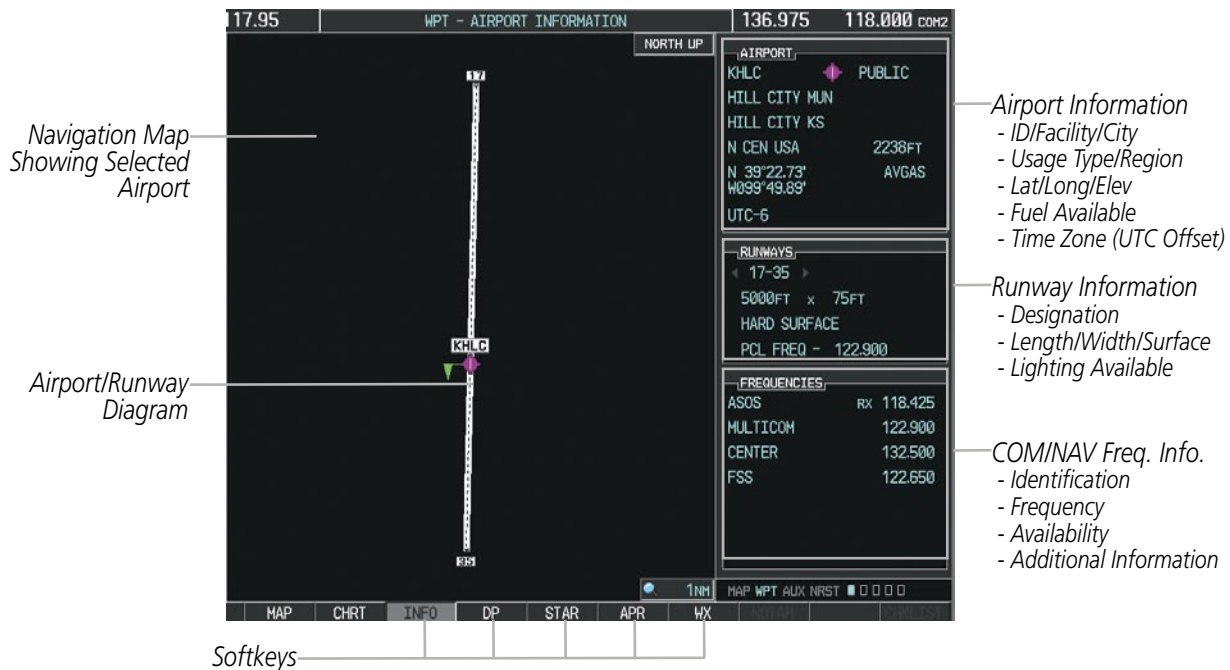 117.95 WPT – AIRPORT INFORMATION 136.975 118.000 COM2
NORTH UP
17
KHLC
35
1NM
AIRPORT
KHLC PUBLIC
HILL CITY MUN
HILL CITY KS
N CEN USA 2238FT
N 39°22.73' AVGAS
W099°49.89'
UTC-6
RUNWAYS
17-35
5000FT x 75FT
HARD SURFACE
PCL FREQ – 122.900
FREQUENCIES
ASOS RX 118.425
MULTICOM 122.900
CENTER 132.500
FSS 122.650
MAP WPT AUX NRST
MAP CHRT INFO DP STAR APR WX NOTAM CHKLIST
Navigation Map
Showing Selected
Airport
Airport/Runway
Diagram
Softkeys
Airport Information
- ID/Facility/City
- Usage Type/Region
- Lat/Long/Elev
- Fuel Available
- Time Zone (UTC Offset)
Runway Information
- Designation
- Length/Width/Surface
- Lighting Available
COM/NAV Freq. Info.
- Identification
- Frequency
- Availability
- Additional Information